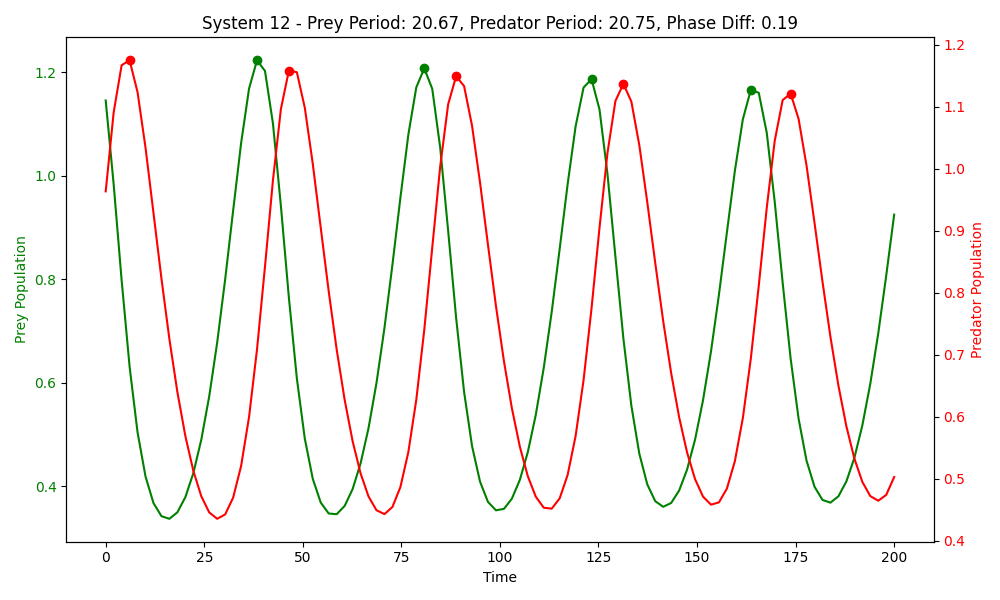 System 12 - Prey Period: 20.67, Predator Period: 20.75, Phase Diff: 0.19
1.2
1.0
0.8
0.6
0.4
Prey Population
1.2
1.1
1.0
0.9
0.8
0.7
0.6
0.5
0.4
Predator Population
0 25 50 75 100 125 150 175 200
Time